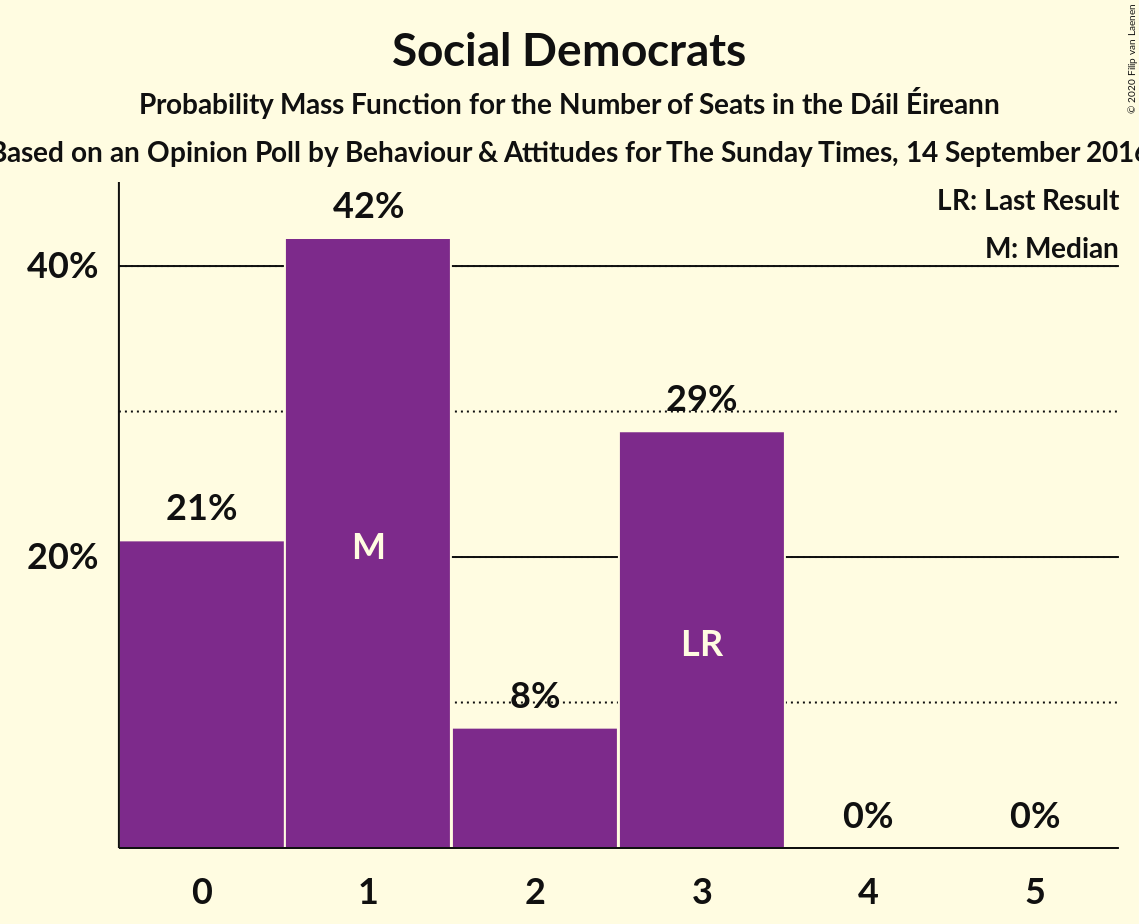 Social Democrats
Probability Mass Function for the Number of Seats in the Dáil Éireann
Based on an Opinion Poll by Behaviour & Attitudes for The Sunday Times, 14 September 2016
© 2020 Filip van Laenen
LR: Last Result
M: Median
42%
40%
29%
21%
M
20%
LR
8%
0% 0%
0 1 2 3 4 5